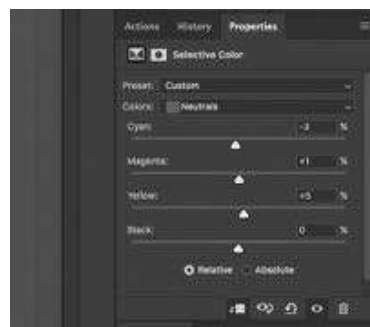 Actions History Properties
Selective Color
Preset: Custom
Colors: Neutrals
Cyan: -3 %
Magenta: +1 %
Yellow: +5 %
Black: 0 %
Relative Absolute